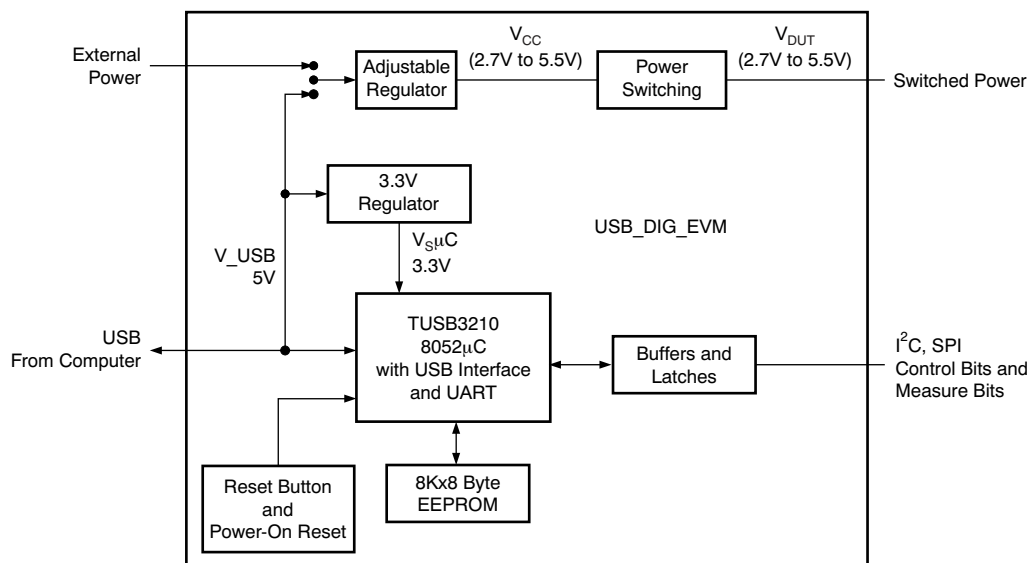 External
Power
Adjustable
Regulator
V_CC
(2.7V to 5.5V)
Power
Switching
V_DUT
(2.7V to 5.5V)
Switched Power
3.3V
Regulator
USB_DIG_EVM
V_SμC
3.3V
V_USB
5V
USB
From Computer
TUSB3210
8052μC
with USB Interface
and UART
Buffers and
Latches
I²C, SPI
Control Bits and
Measure Bits
Reset Button
and
Power-On Reset
8Kx8 Byte
EEPROM